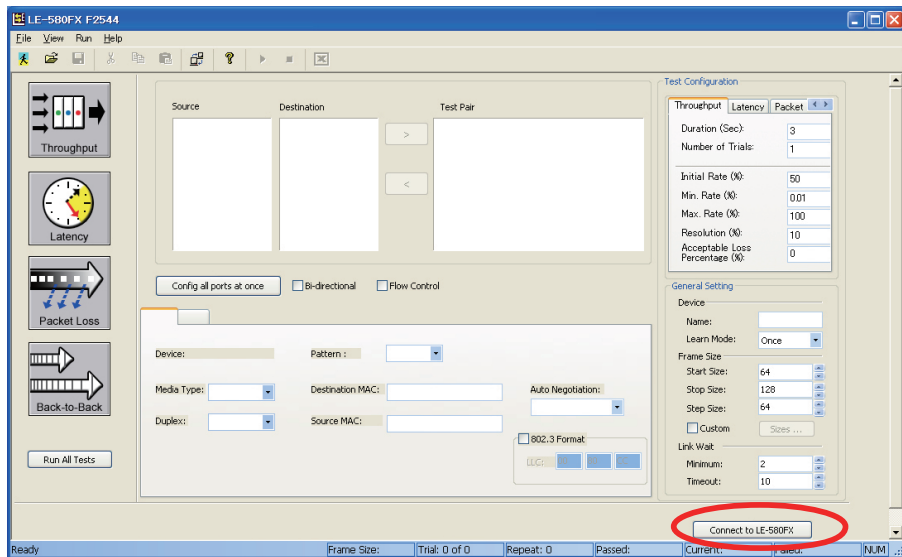 LE-580FX F2544
File View Run Help
Throughput
Latency
Packet Loss
Back-to-Back
Run All Tests
Source Destination Test Pair
>
<
Config all ports at once Bi-directional Flow Control
Device: Pattern :
Media Type: Destination MAC: Auto Negotiation:
Duplex: Source MAC:
802.3 Format
LLC:
Test Configuration
Throughput Latency Packet
Duration (Sec): 3
Number of Trials: 1
Initial Rate (%): 50
Min. Rate (%): 0.01
Max. Rate (%): 100
Resolution (%): 10
Acceptable Loss
Percentage (%): 0
General Setting
Device
Name:
Learn Mode: Once
Frame Size
Start Size: 64
Stop Size: 128
Step Size: 64
Custom Sizes ...
Link Wait
Minimum: 2
Timeout: 10
Connect to LE-580FX
Ready Frame Size: Trial: 0 of 0 Repeat: 0 Passed: Current: Failed: NUM